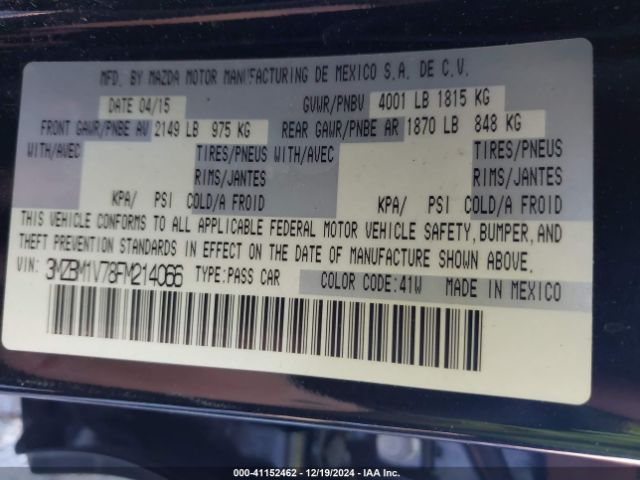 MFD. BY MAZDA MOTOR MANUFACTURING DE MEXICO S.A. DE C.V.
DATE 04/15 GVWR/PNBV 4001 LB 1815 KG
FRONT GAWR/PNBE AV 2149 LB 975 KG REAR GAWR/PNBE AR 1870 LB 848 KG
WITH/AVEC TIRES/PNEUS WITH/AVEC TIRES/PNEUS
RIMS/JANTES RIMS/JANTES
KPA/ PSI COLD/A FROID KPA/ PSI COLD/A FROID
THIS VEHICLE CONFORMS TO ALL APPLICABLE FEDERAL MOTOR VEHICLE SAFETY, BUMPER, AND
THEFT PREVENTION STANDARDS IN EFFECT ON THE DATE OF MANUFACTURE SHOWN ABOVE.
VIN: 3MZBM1V78FM214066 TYPE:PASS CAR COLOR CODE:41W MADE IN MEXICO
000-41152462 - 12/19/2024 - IAA Inc.